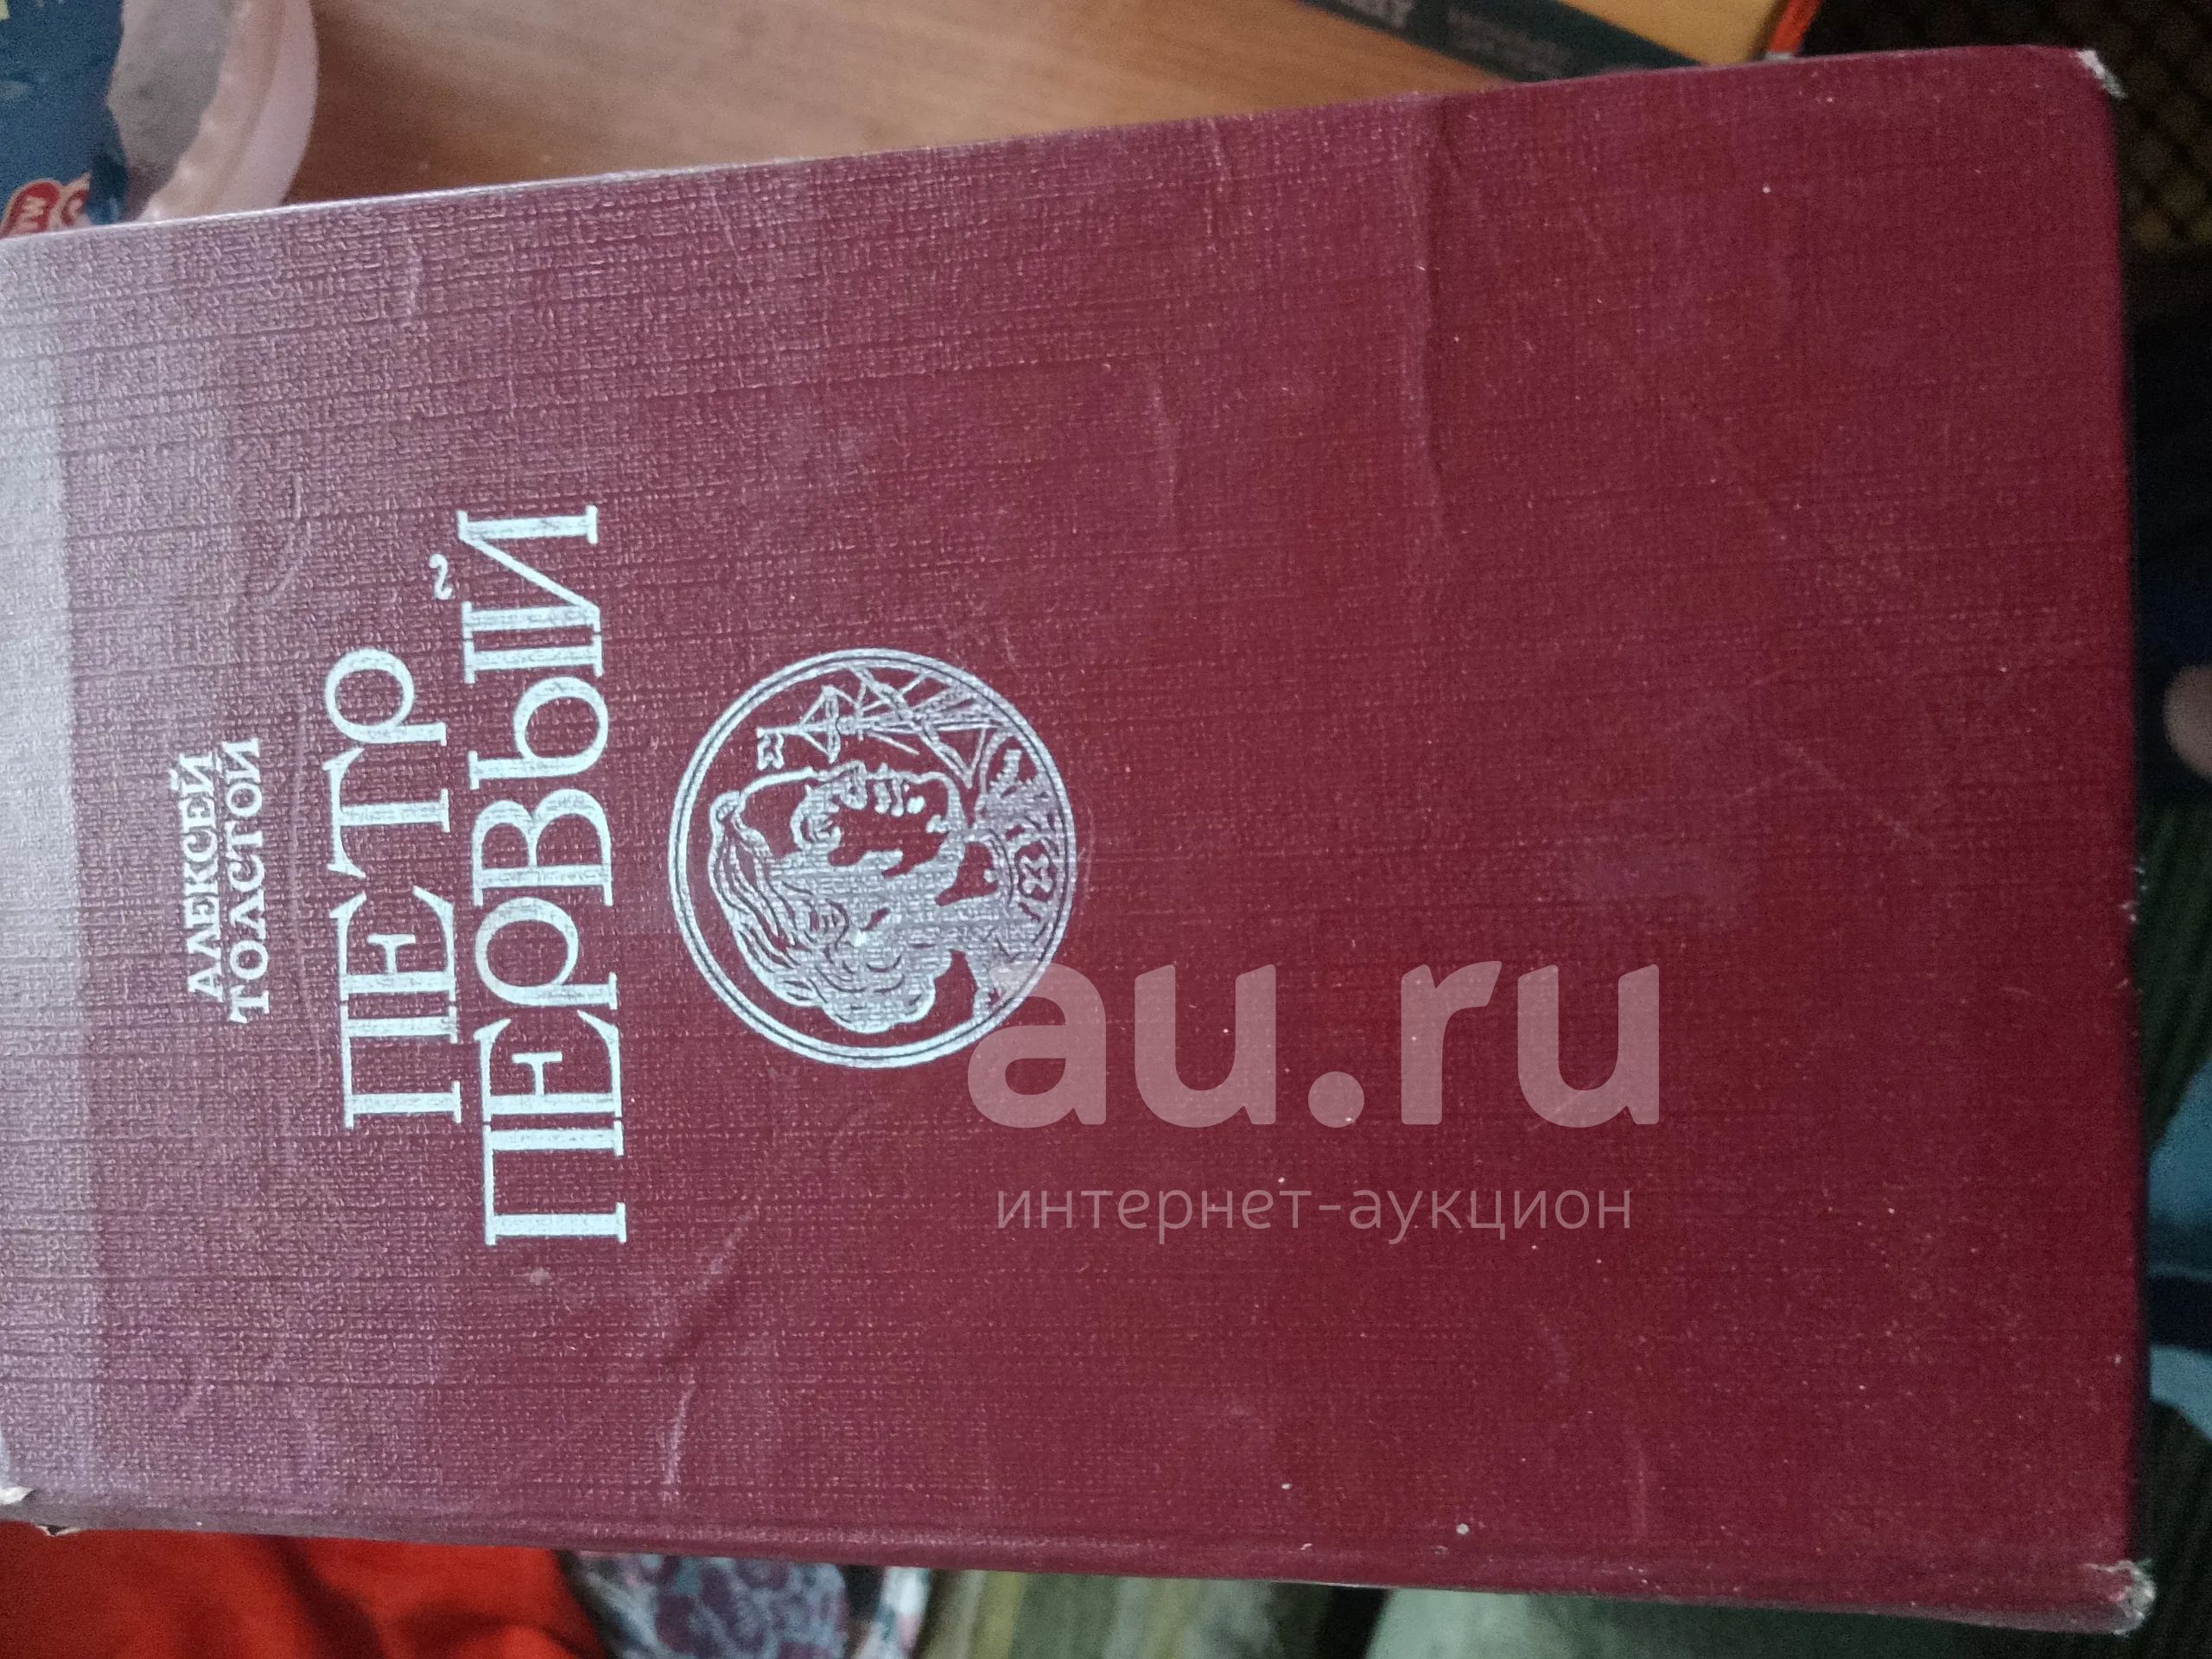 АЛЕКСЕЙ
ТОЛСТОЙ
ПЕТР
ПЕРВЫЙ
au.ru
интернет-аукцион